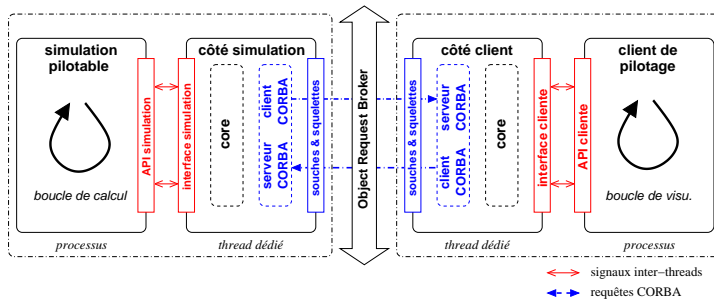 simulation
pilotable
boucle de calcul
processus
API simulation
interface simulation
côté simulation
core
client
CORBA
serveur
CORBA
souches & squelettes
thread dédié
Object Request Broker
côté client
souches & squelettes
serveur
CORBA
client
CORBA
core
interface cliente
thread dédié
API cliente
client de
pilotage
boucle de visu.
processus
signaux inter−threads
requêtes CORBA